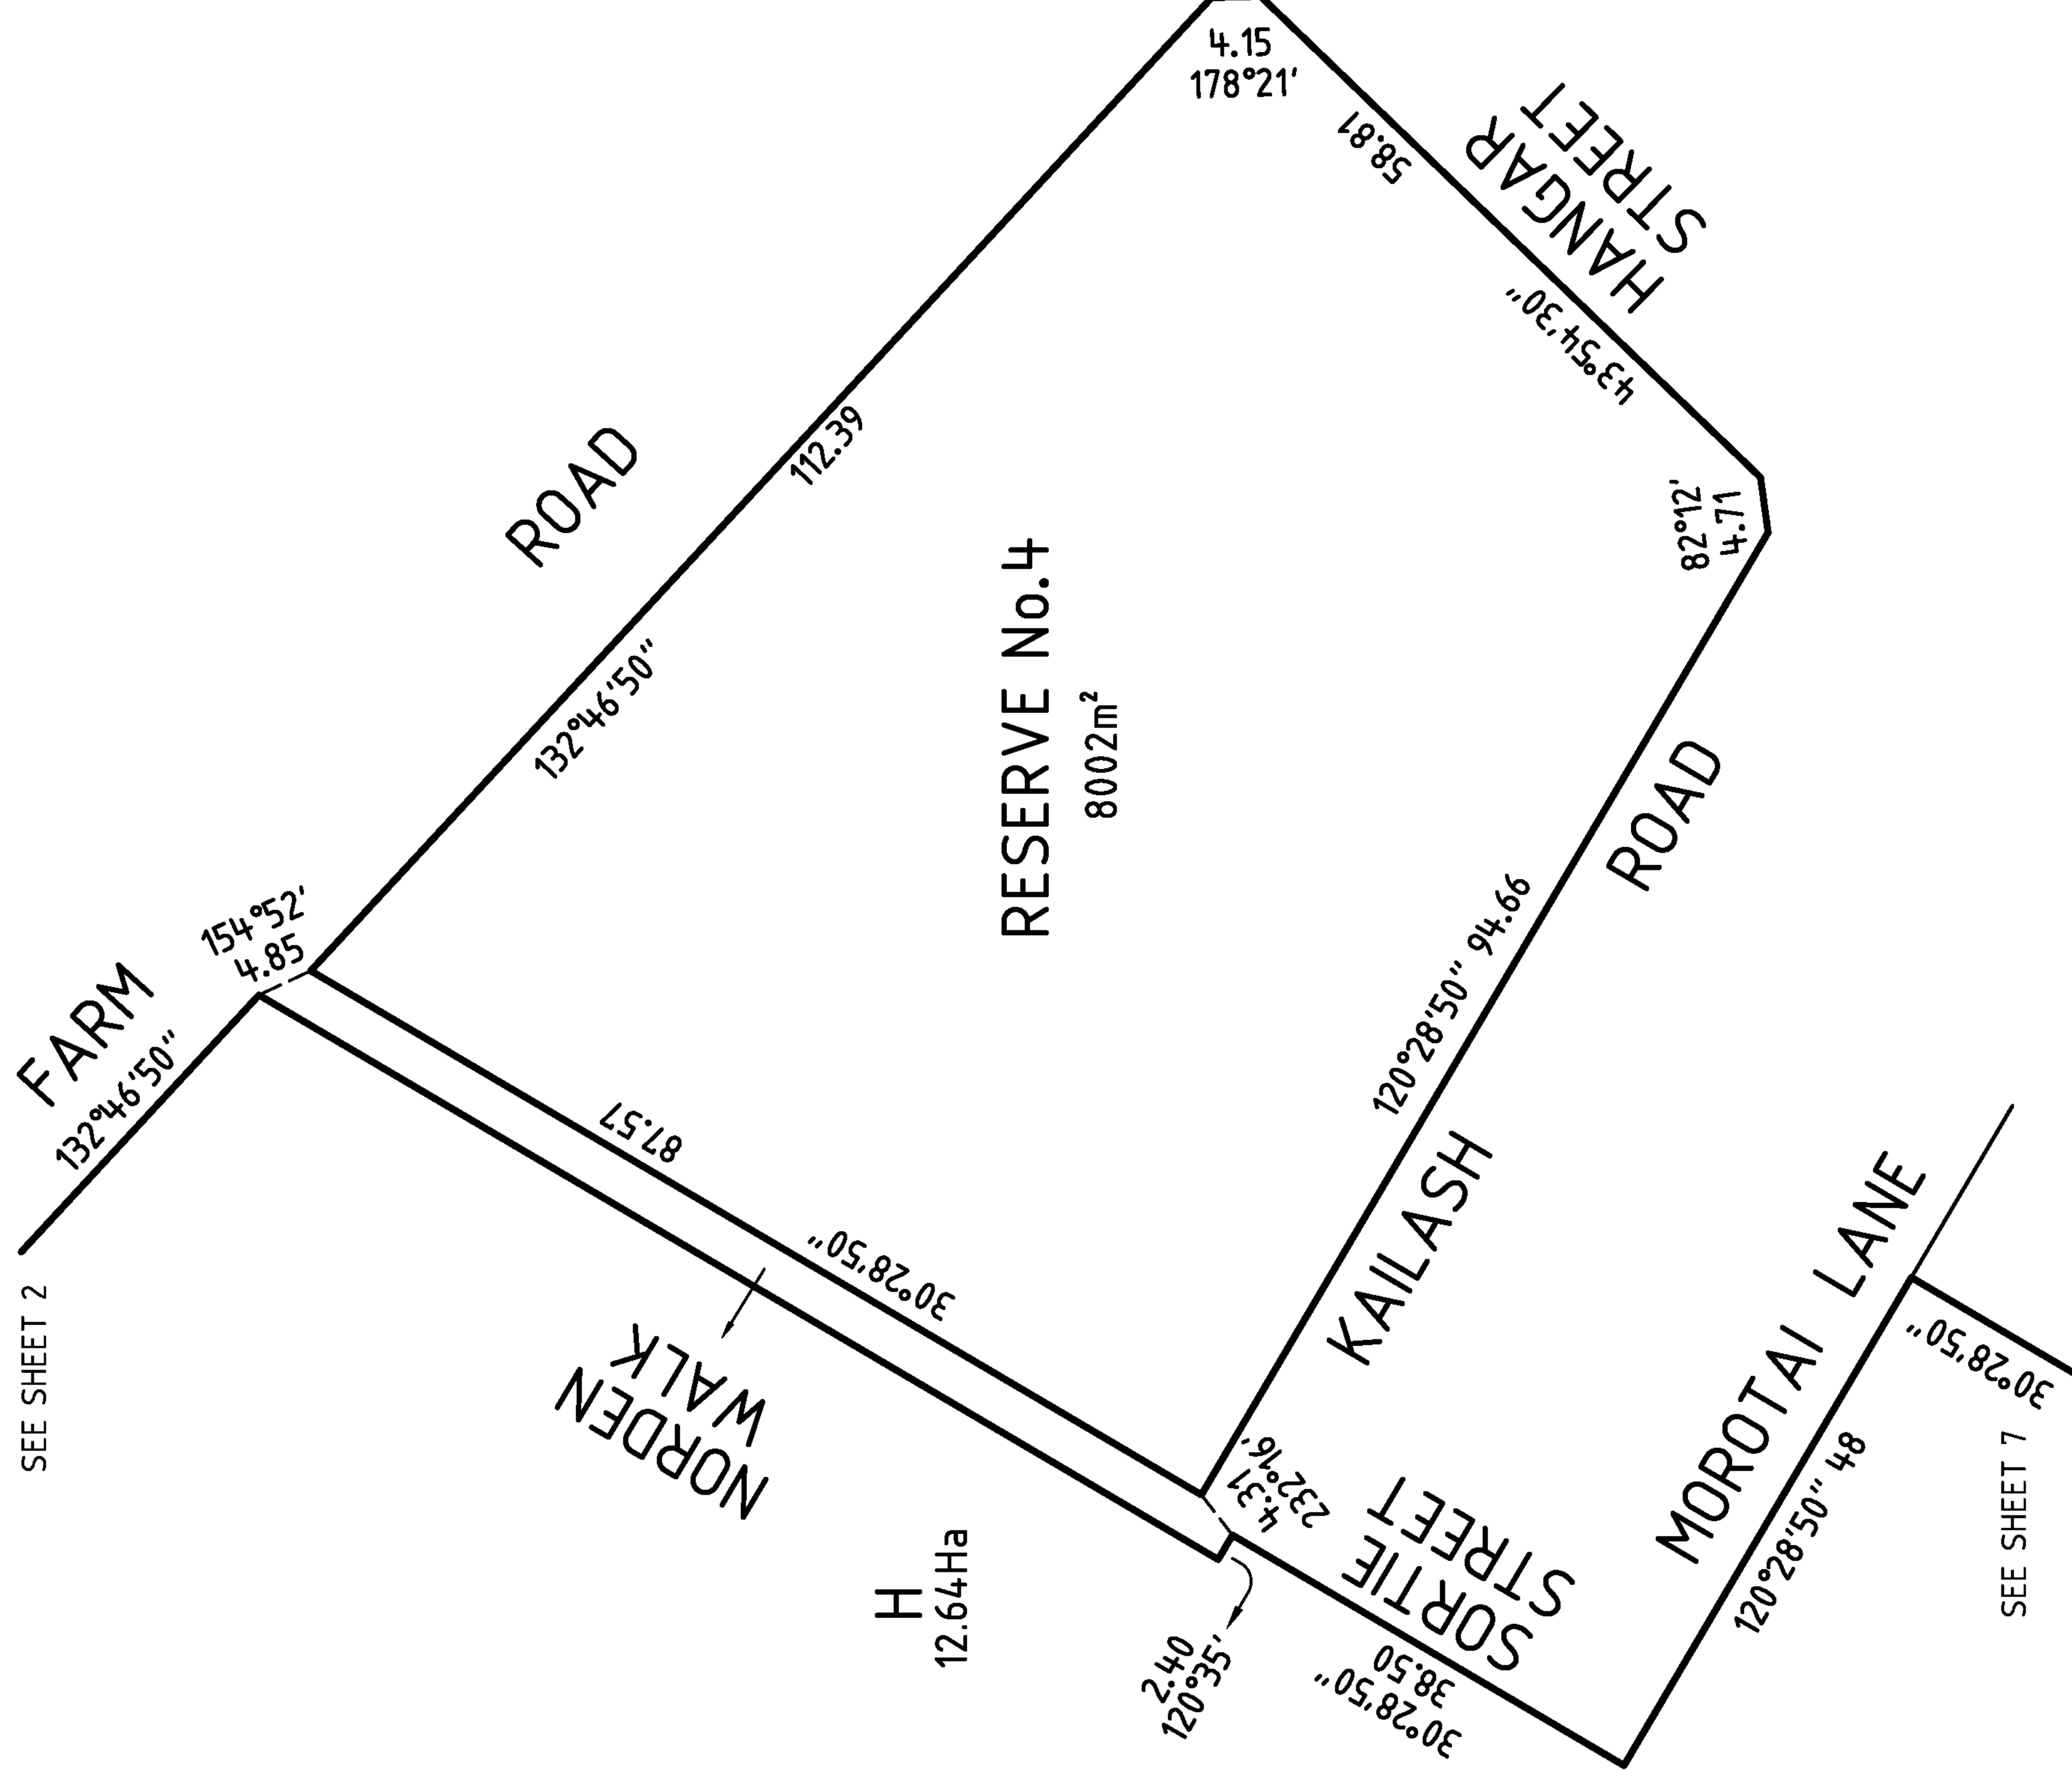 4.15
178°21'
58.87
HANGAR
STREET
43°54'30"
ROAD
112.39
132°46'50"
82°12'
4.71
RESERVE No.4
8002m²
ROAD
154°52'
4.85
FARM
132°46'50"
120°28'50" 94.66
87.57
30°28'50"
KAILASH
SEE SHEET 2
NORDEN
WALK
MOROTAI LANE
30°28'50"
4.37
232°16'
SORTIE
STREET
120°28'50" 48
SEE SHEET 7
H
12.64Ha
2.40
120°35'
38.50
30°28'50"